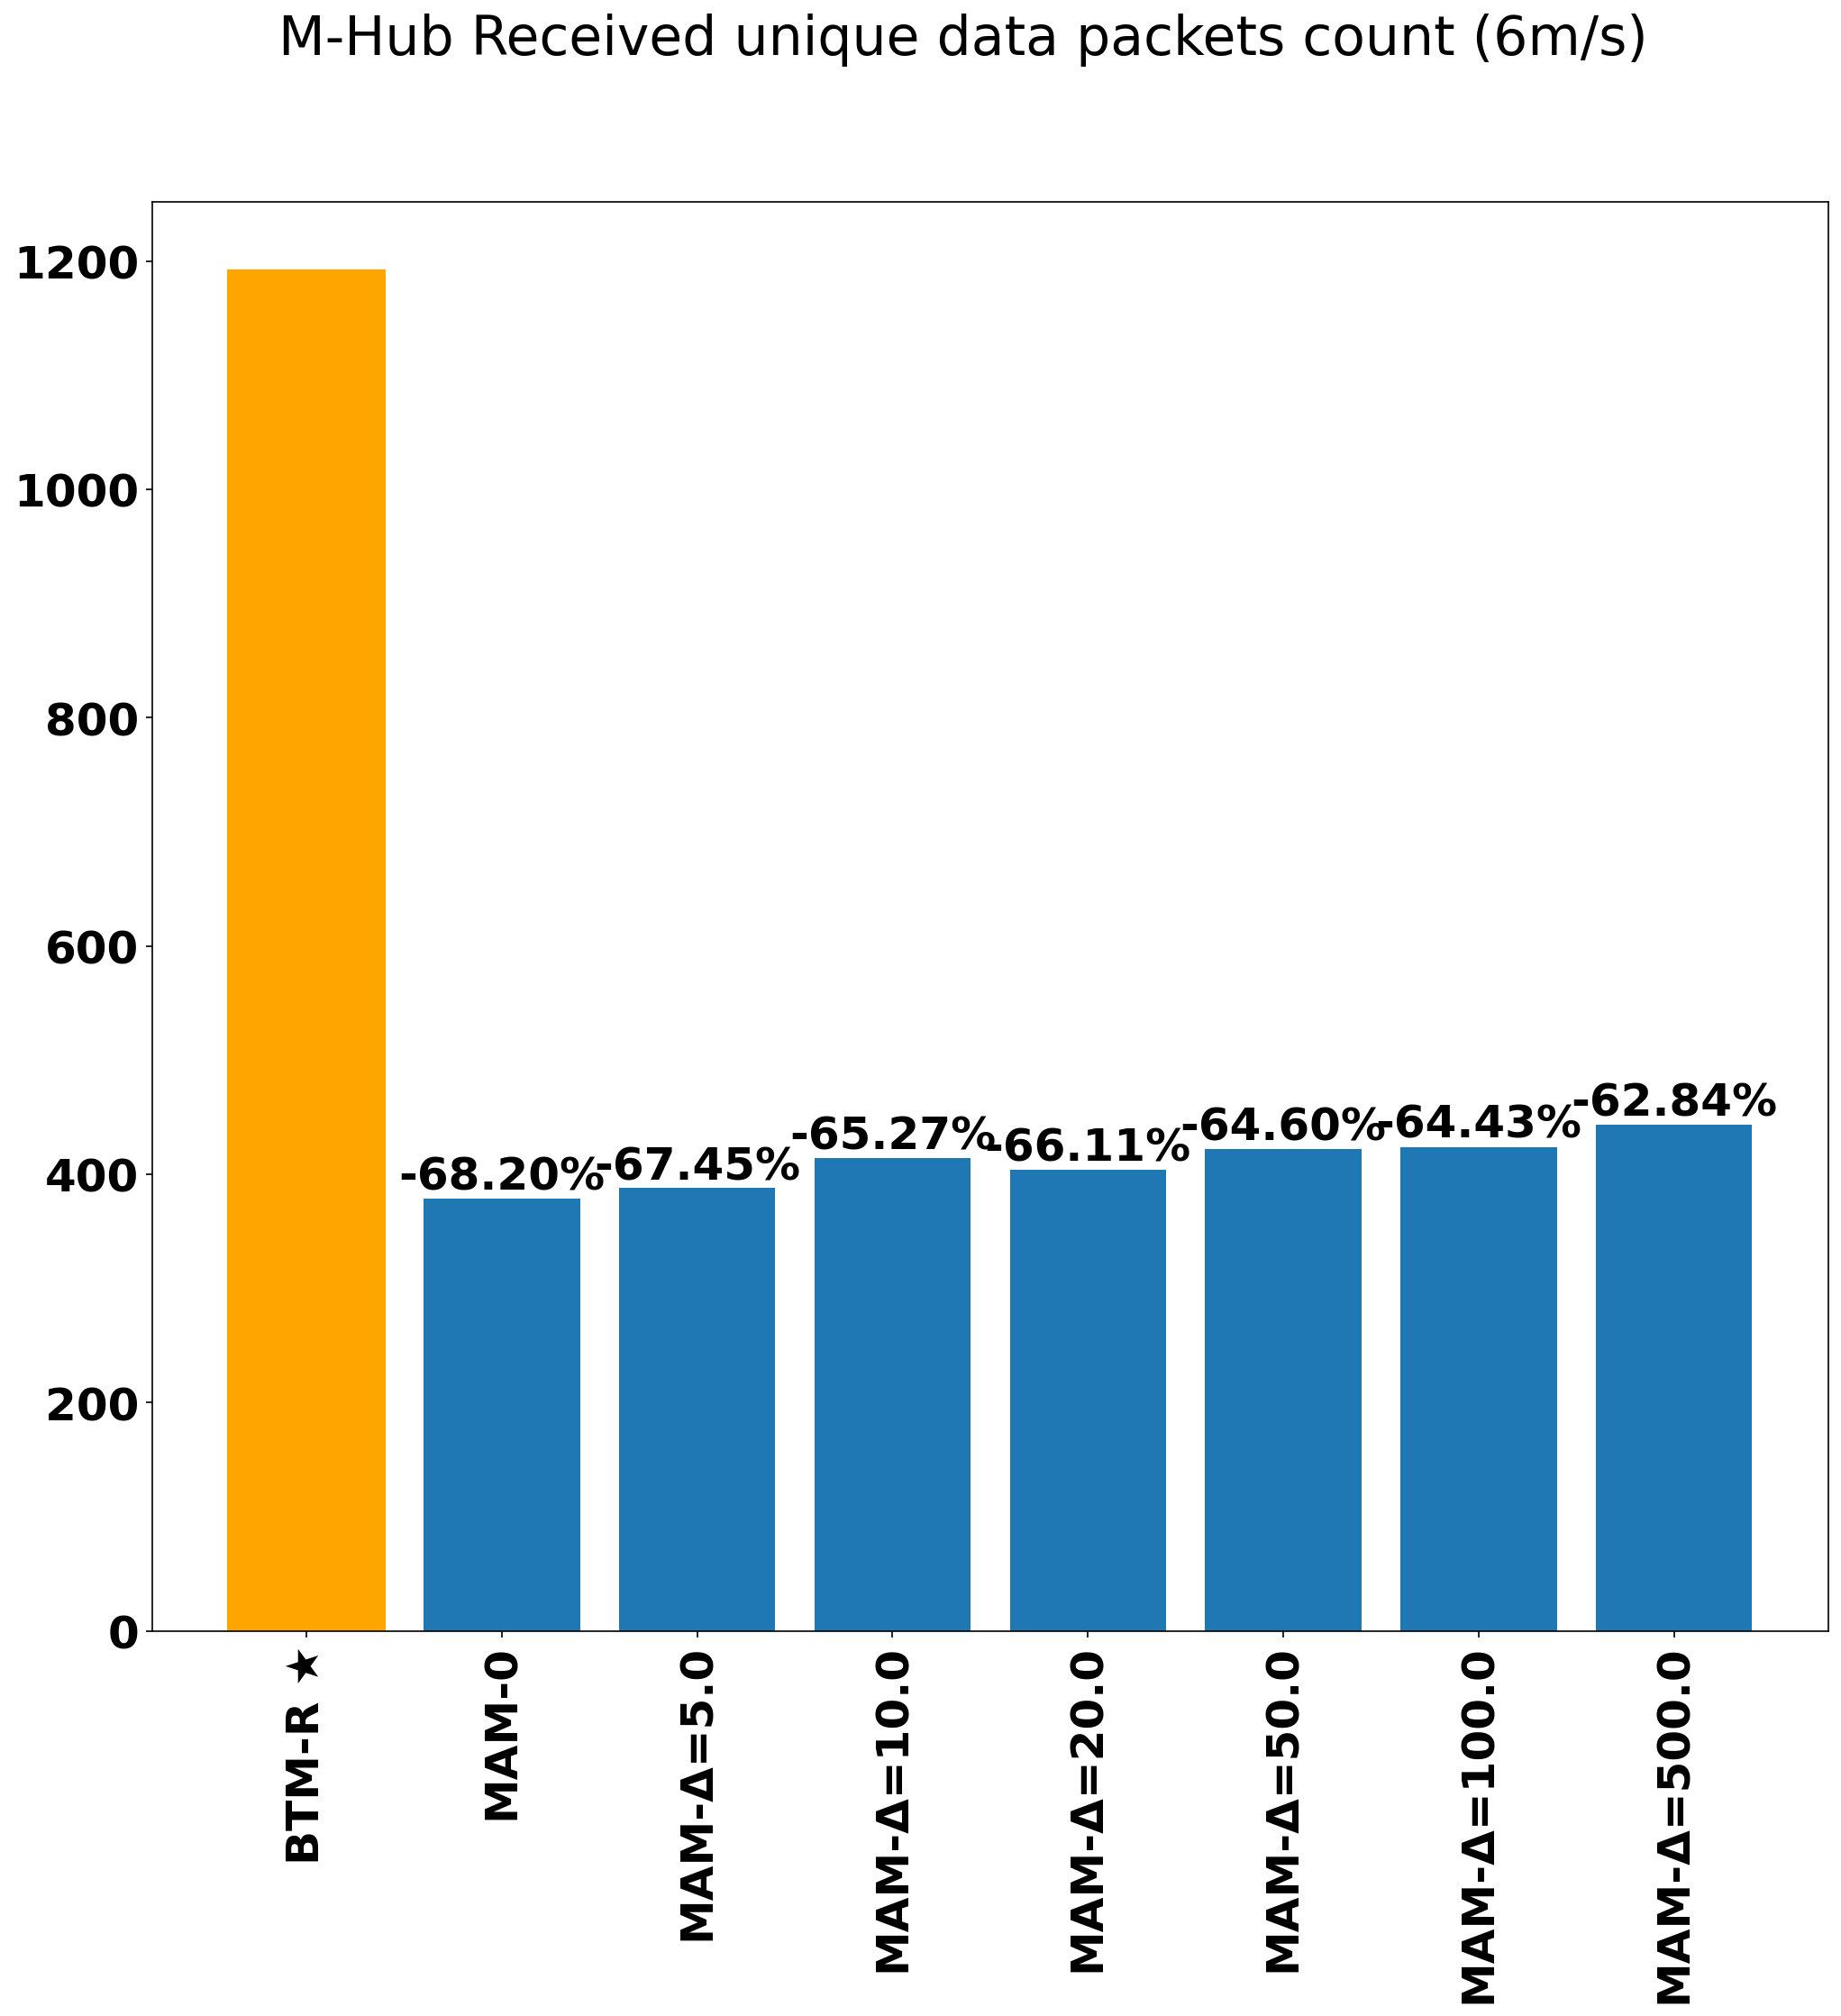 M-Hub Received unique data packets count (6m/s)
1200
1000
800
600
400
200
0
-68.20%
-67.45%
-65.27%
-66.11%
-64.60%
-64.43%
-62.84%
BTM-R ★
MAM-0
MAM-Δ=5.0
MAM-Δ=10.0
MAM-Δ=20.0
MAM-Δ=50.0
MAM-Δ=100.0
MAM-Δ=500.0